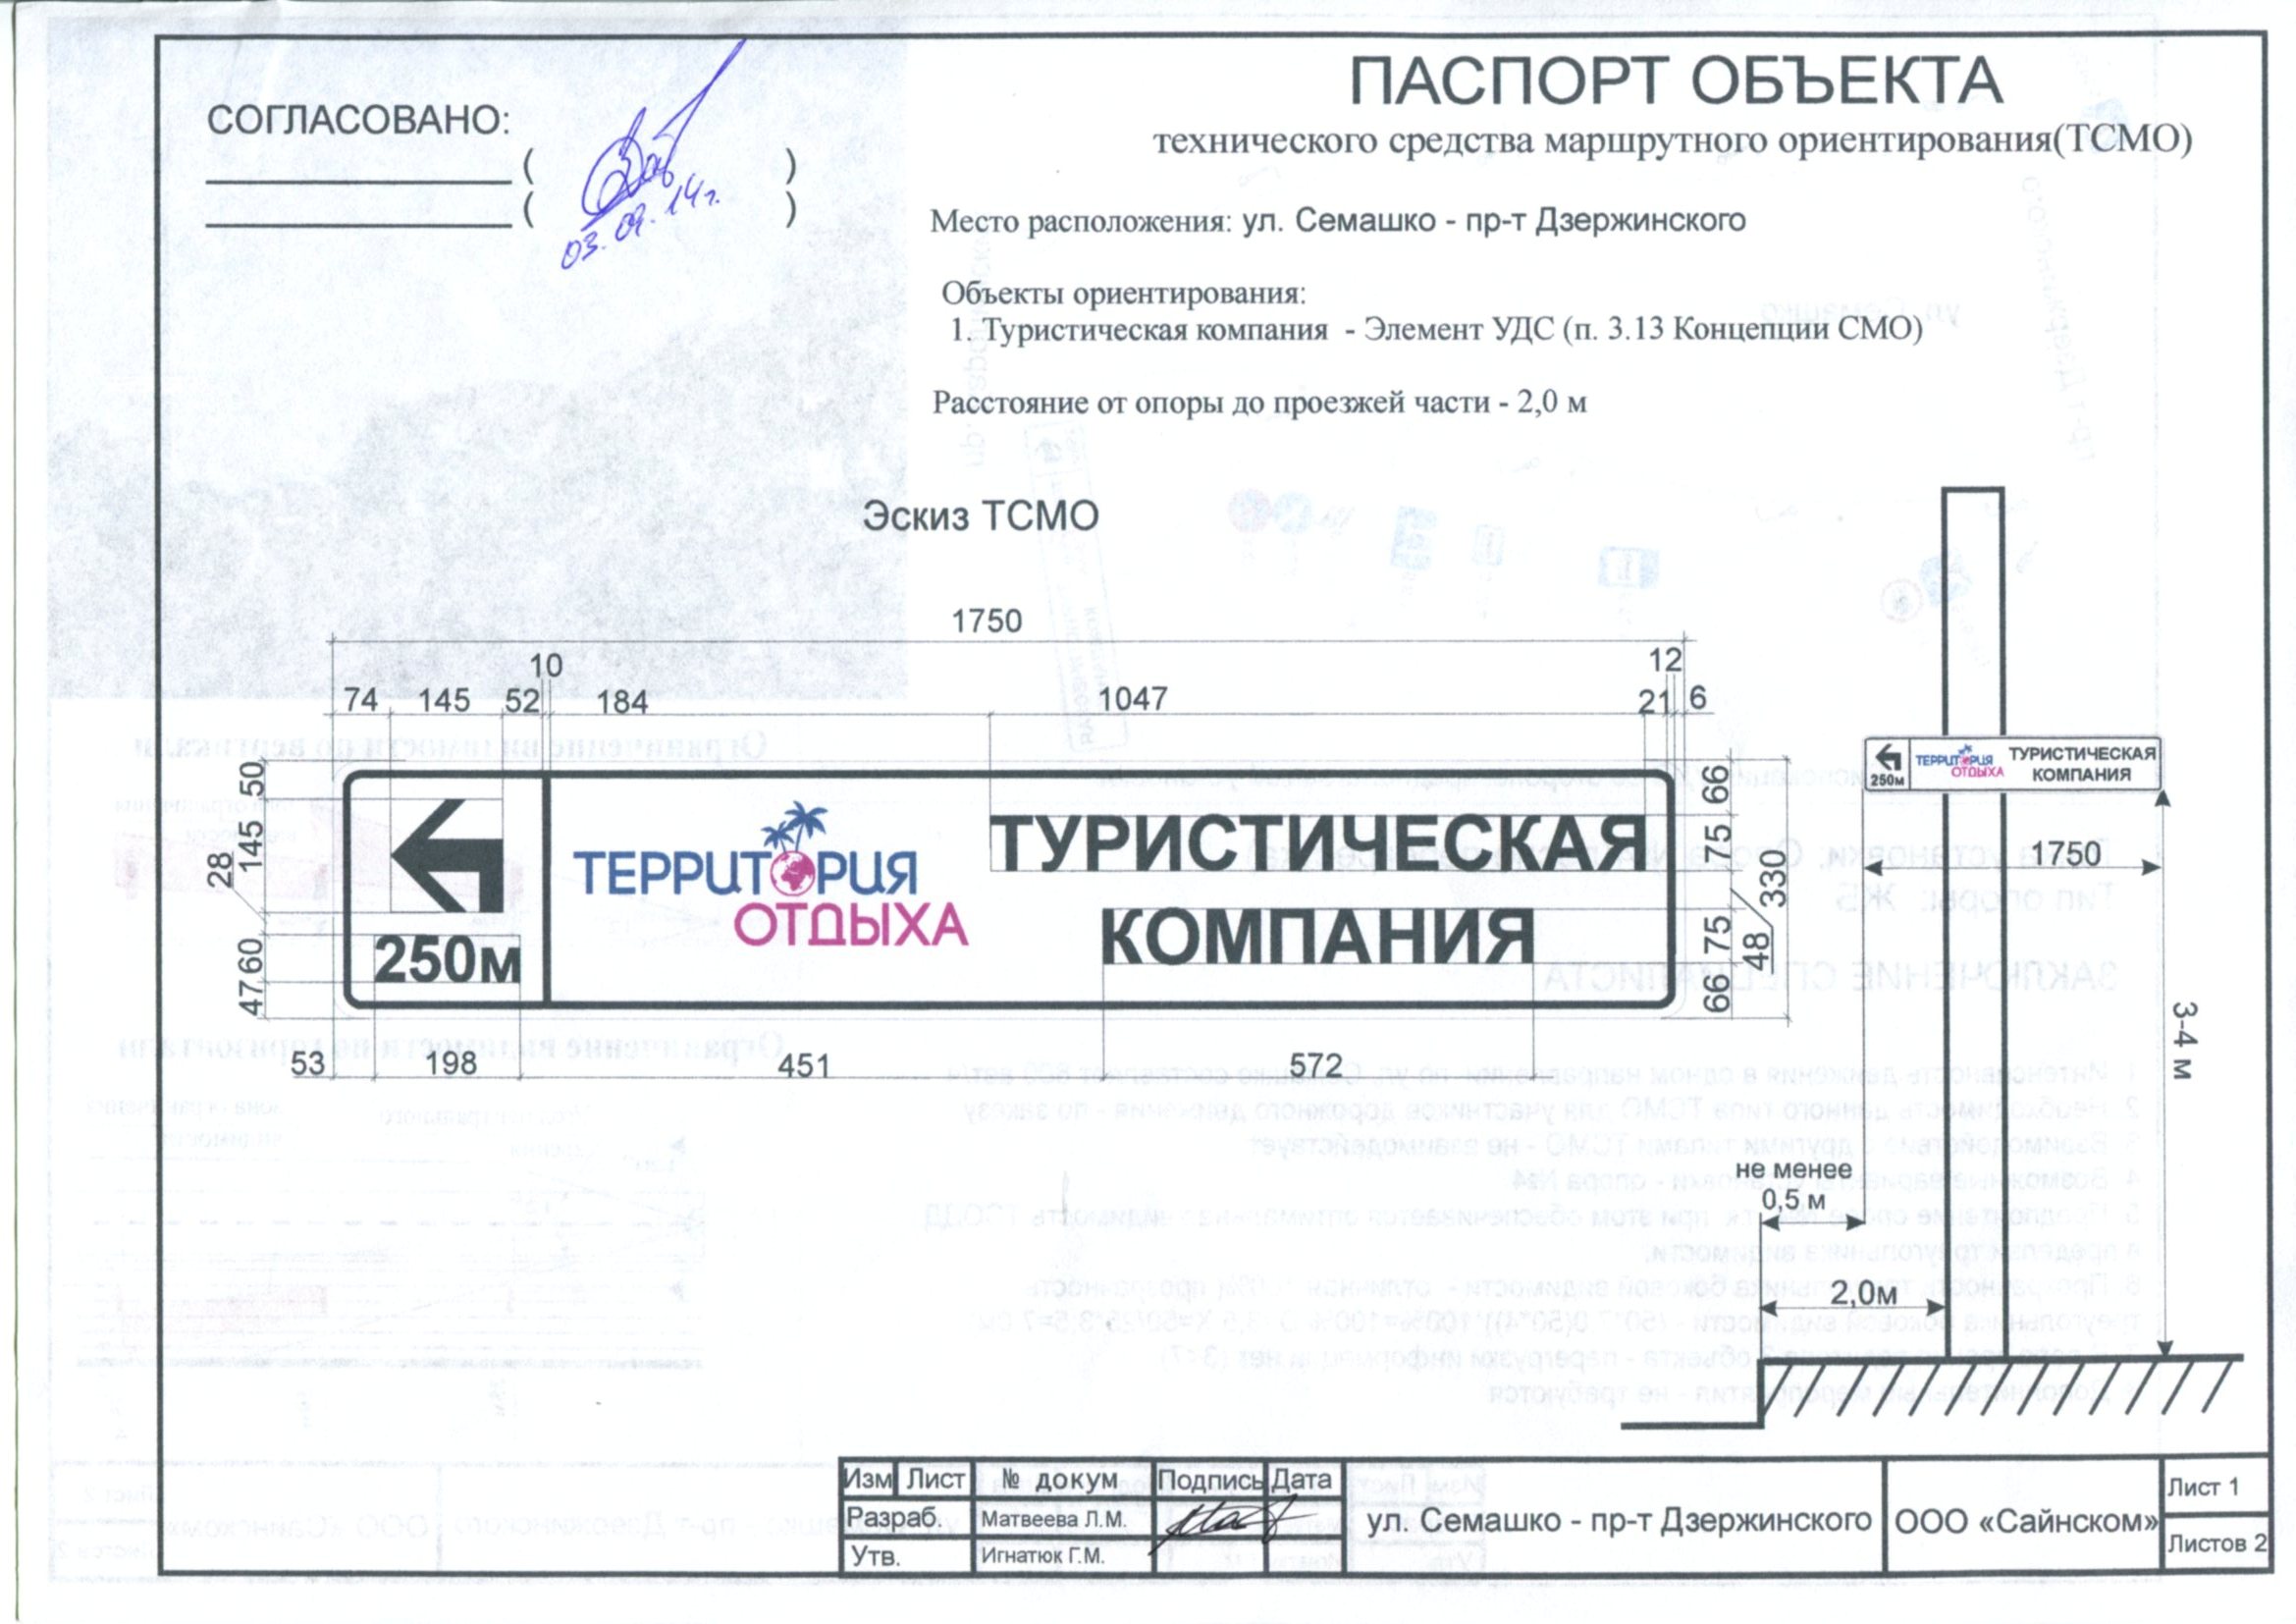 СОГЛАСОВАНО:
( )
( )
03.02.14г.
ПАСПОРТ ОБЪЕКТА
технического средства маршрутного ориентирования(ТСМО)
Место расположения: ул. Семашко - пр-т Дзержинского
Объекты ориентирования:
1. Туристическая компания - Элемент УДС (п. 3.13 Концепции СМО)
Расстояние от опоры до проезжей части - 2,0 м
Эскиз ТСМО
1750
10
12
74 145 52 184 1047 21 6
50
145
28
60
47
250м
ТЕРРИТОРИЯ
ОТДЫХА
ТУРИСТИЧЕСКАЯ
КОМПАНИЯ
66
75
48
75
66
330
53 198 451 572
250м
ТЕРРИТОРИЯ
ОТДЫХА
ТУРИСТИЧЕСКАЯ
КОМПАНИЯ
1750
3-4 м
не менее
0,5 м
2,0м
Изм Лист № докум Подпись Дата
Разраб. Матвеева Л.М.
Утв. Игнатюк Г.М.
ул. Семашко - пр-т Дзержинского
ООО «Сайнском»
Лист 1
Листов 2